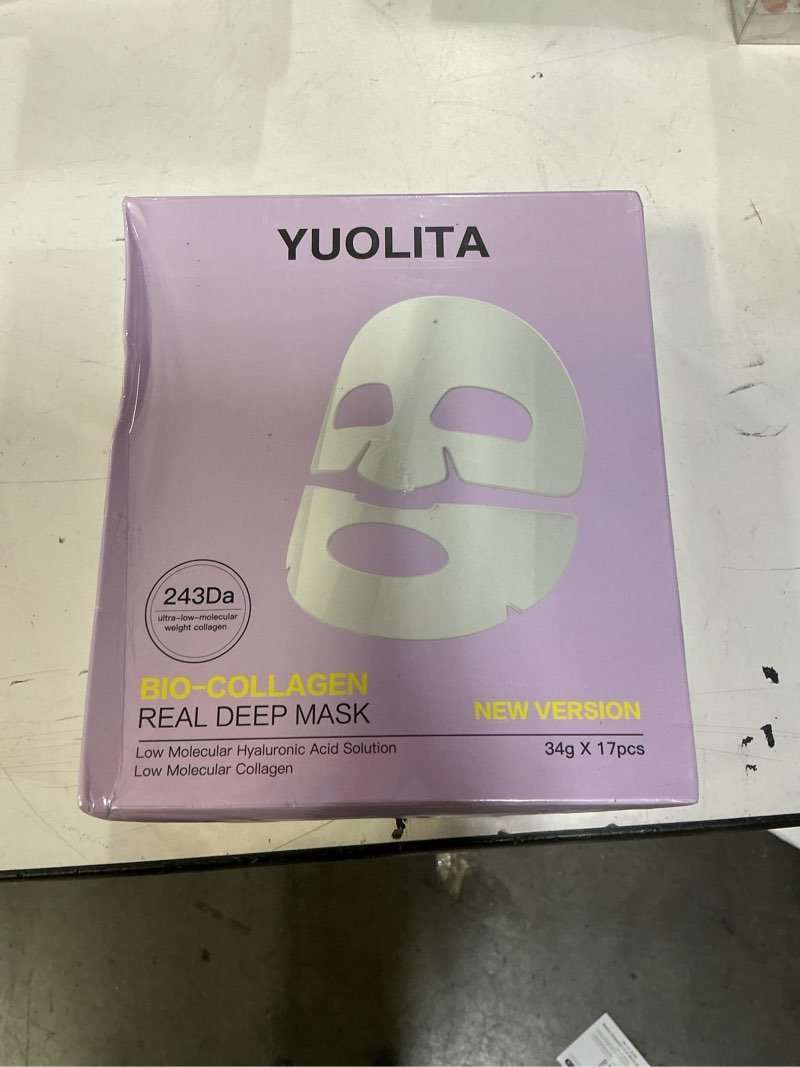 YUOLITA
243Da
ultra-low-molecular
weight collagen
BIO-COLLAGEN
REAL DEEP MASK
NEW VERSION
Low Molecular Hyaluronic Acid Solution
34g X 17pcs
Low Molecular Collagen